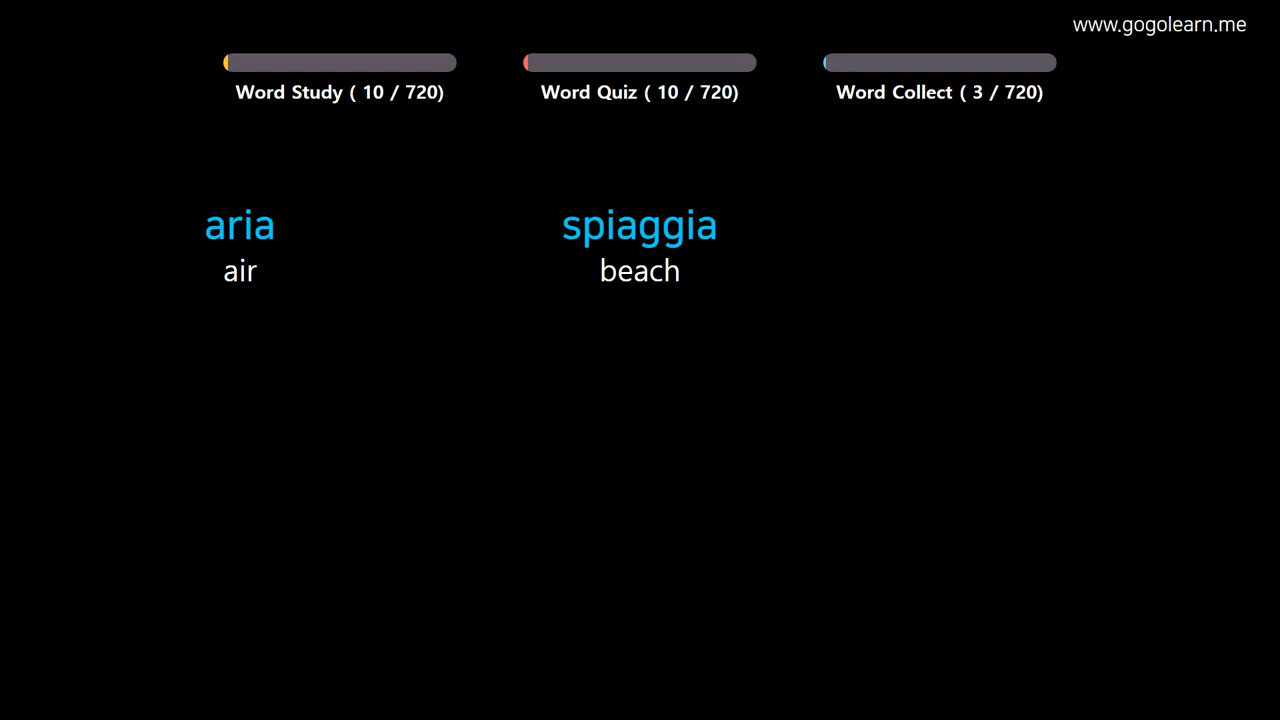 www.gogolearn.me
Word Study ( 10 / 720)
Word Quiz ( 10 / 720)
Word Collect ( 3 / 720)
aria
air
spiaggia
beach